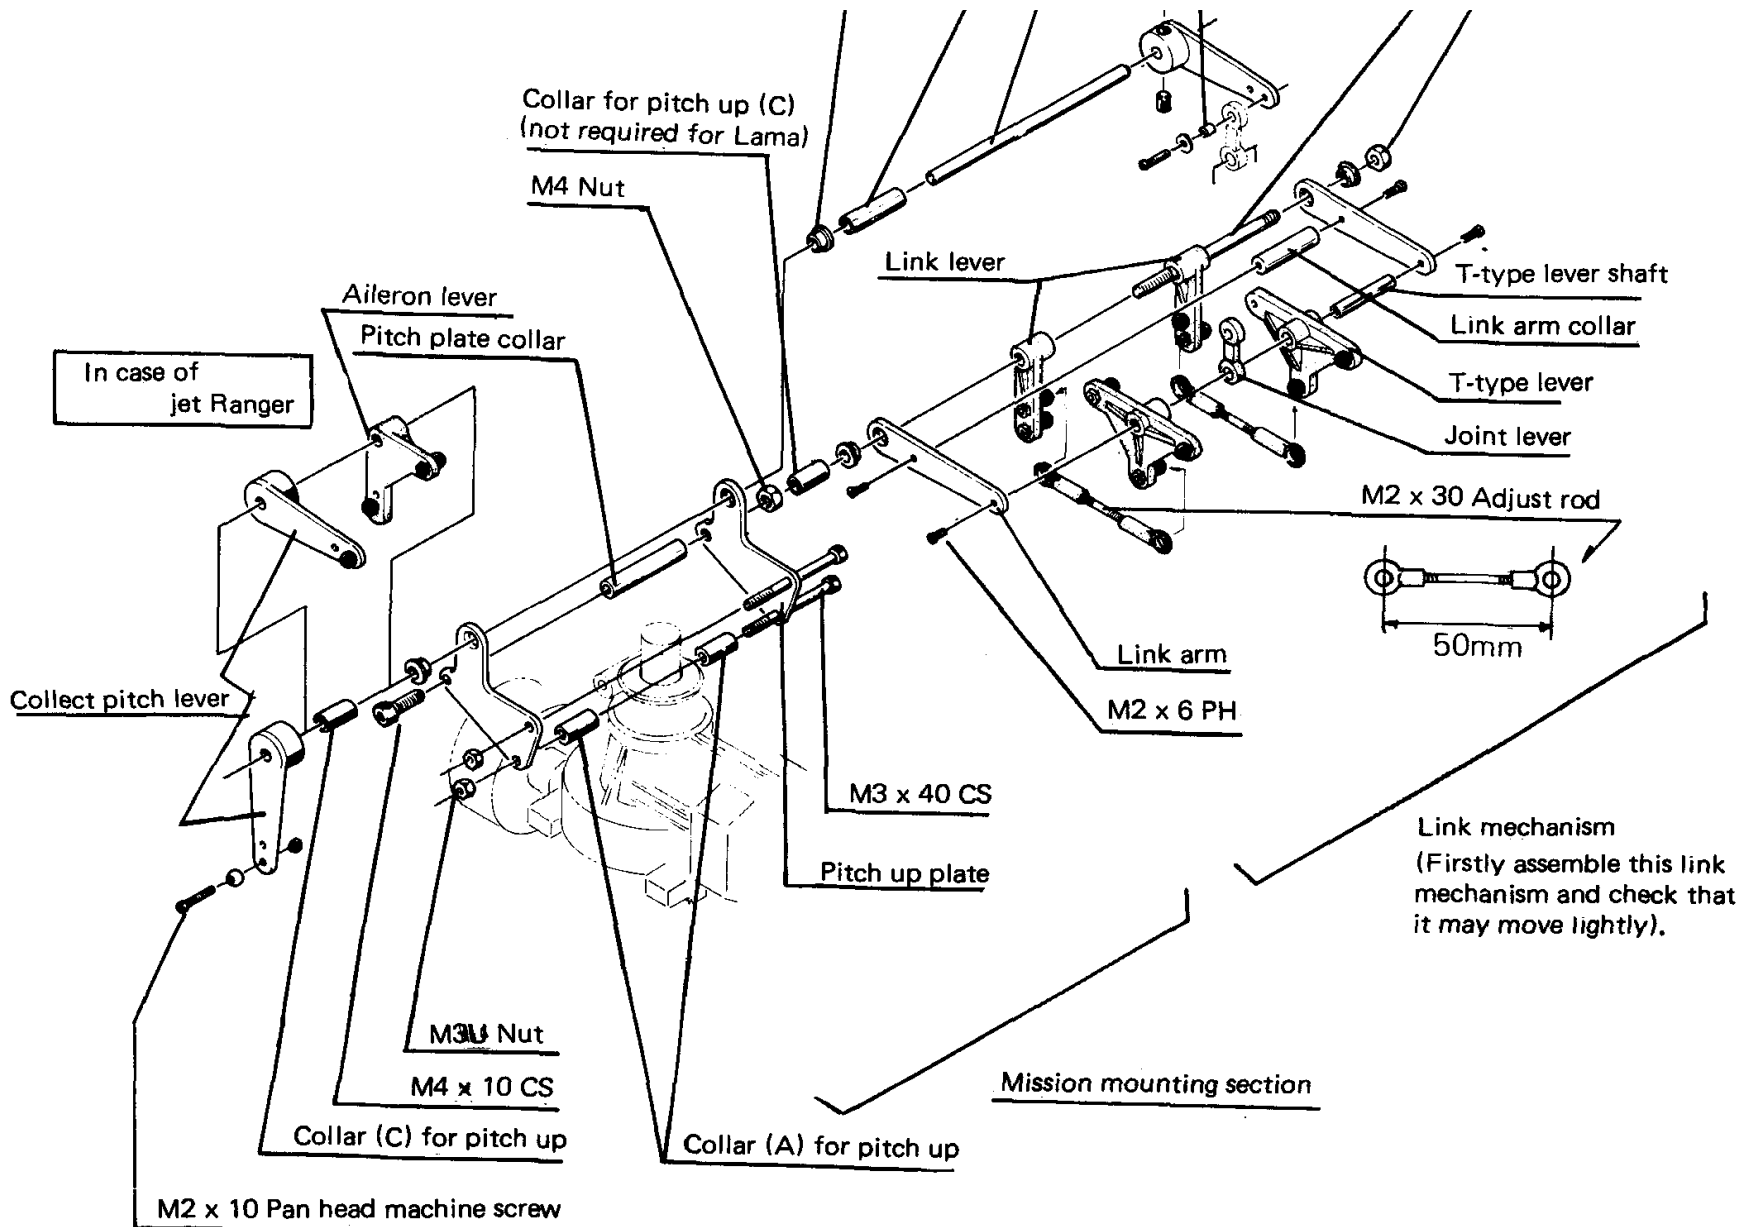 Collar for pitch up (C)
(not required for Lama)
M4 Nut
Link lever
Aileron lever
Pitch plate collar
In case of
jet Ranger
T-type lever shaft
Link arm collar
T-type lever
Joint lever
M2 x 30 Adjust rod
50mm
Link arm
M2 x 6 PH
Collect pitch lever
M3 x 40 CS
Pitch up plate
Link mechanism
(Firstly assemble this link
mechanism and check that
it may move lightly).
M3U Nut
M4 x 10 CS
Mission mounting section
Collar (C) for pitch up
Collar (A) for pitch up
M2 x 10 Pan head machine screw